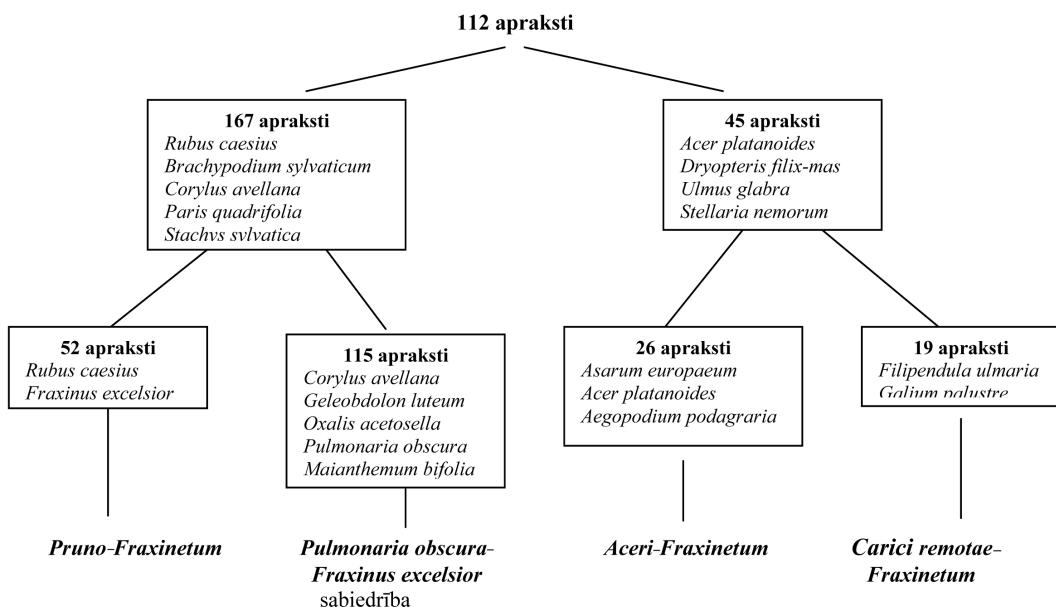 112 apraksti
167 apraksti
Rubus caesius
Brachypodium sylvaticum
Corylus avellana
Paris quadrifolia
Stachys sylvatica
45 apraksti
Acer platanoides
Dryopteris filix-mas
Ulmus glabra
Stellaria nemorum
52 apraksti
Rubus caesius
Fraxinus excelsior
115 apraksti
Corylus avellana
Geleobdolon luteum
Oxalis acetosella
Pulmonaria obscura
Maianthemum bifolia
26 apraksti
Asarum europaeum
Acer platanoides
Aegopodium podagraria
19 apraksti
Filipendula ulmaria
Galium palustre
Pruno-Fraxinetum
Pulmonaria obscura-
Fraxinus excelsior
sabiedrība
Aceri-Fraxinetum
Carici remotae-
Fraxinetum